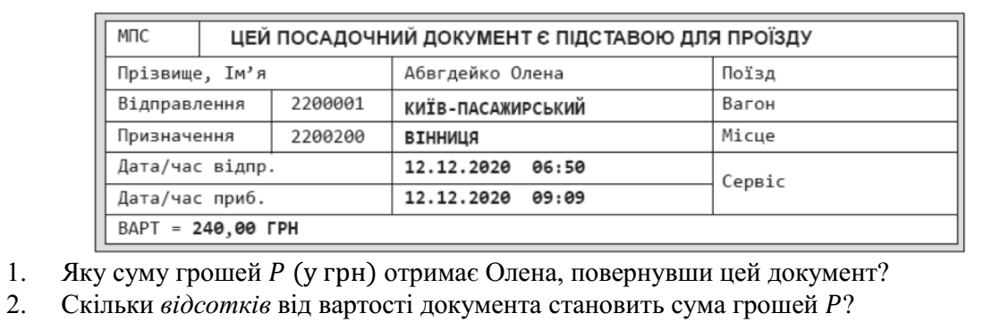 МПС ЦЕЙ ПОСАДОЧНИЙ ДОКУМЕНТ Є ПІДСТАВОЮ ДЛЯ ПРОЇЗДУ
Прізвище, Ім’я Абвгдейко Олена Поїзд
Відправлення 2200001 КИЇВ-ПАСАЖИРСЬКИЙ Вагон
Призначення 2200200 ВІННИЦЯ Місце
Дата/час відпр. 12.12.2020 06:50
Сервіс
Дата/час приб. 12.12.2020 09:09
ВАРТ = 240,00 ГРН
1. Яку суму грошей P (у грн) отримає Олена, повернувши цей документ?
2. Скільки відсотків від вартості документа становить сума грошей P?